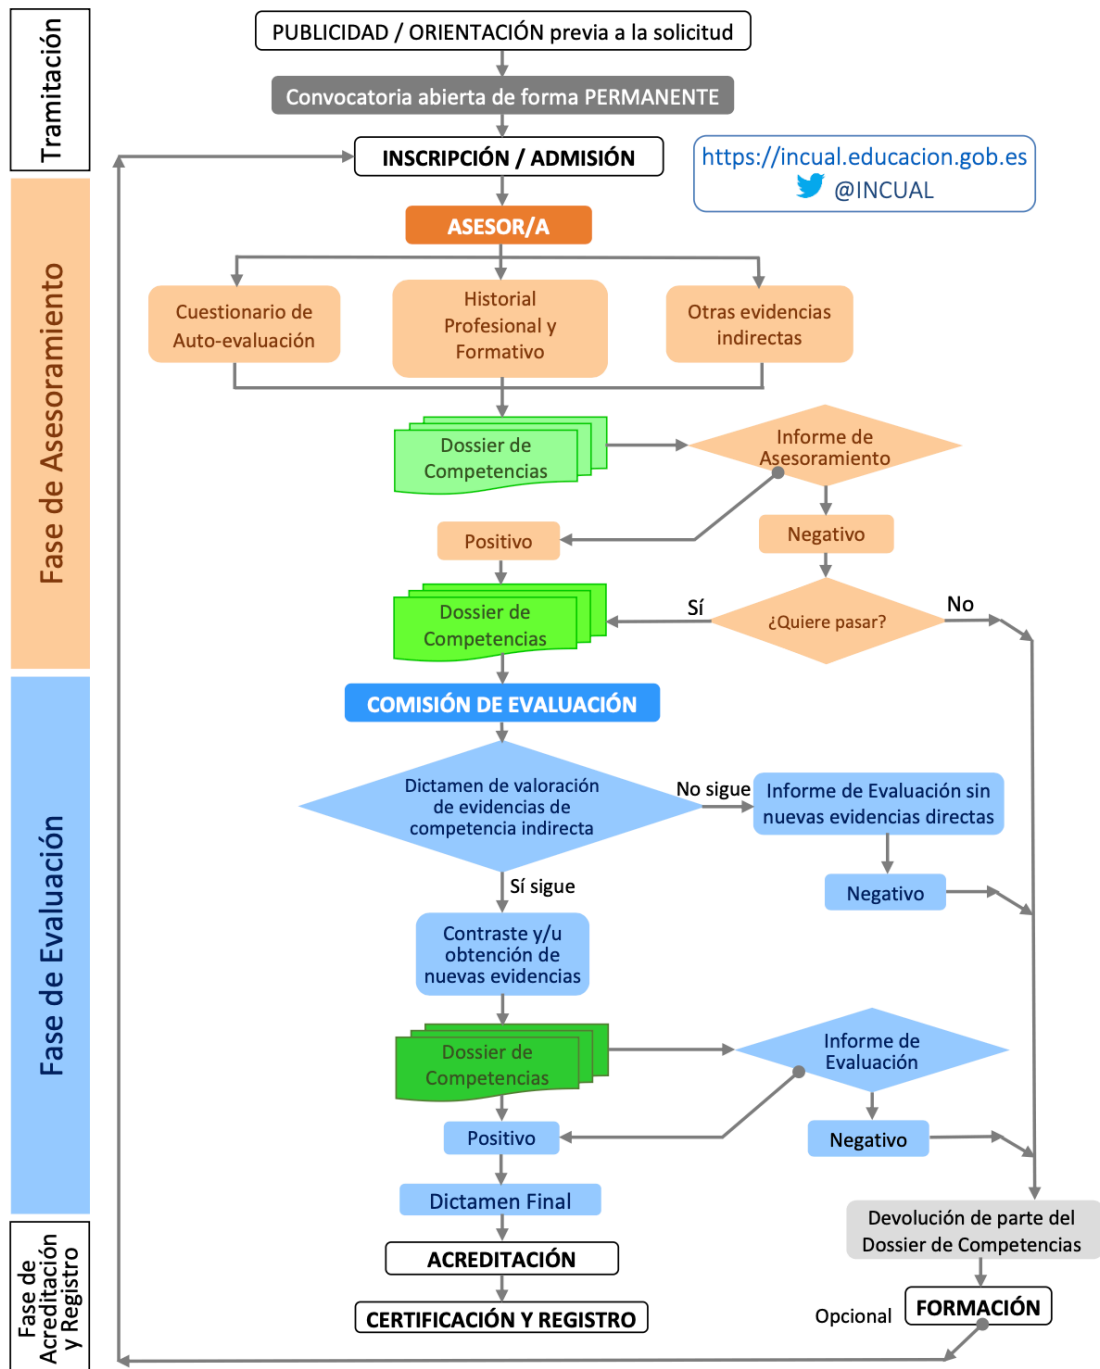 Tramitación
PUBLICIDAD / ORIENTACIÓN previa a la solicitud
Convocatoria abierta de forma PERMANENTE
INSCRIPCIÓN / ADMISIÓN
https://incual.educacion.gob.es
@INCUAL
Fase de Asesoramiento
ASESOR/A
Cuestionario de
Auto-evaluación
Historial
Profesional y
Formativo
Otras evidencias
indirectas
Dossier de
Competencias
Informe de
Asesoramiento
Positivo
Negativo
Dossier de
Competencias
Sí
¿Quiere pasar?
No
Fase de Evaluación
COMISIÓN DE EVALUACIÓN
Dictamen de valoración
de evidencias de
competencia indirecta
No sigue
Informe de Evaluación sin
nuevas evidencias directas
Negativo
Sí sigue
Contraste y/u
obtención de
nuevas evidencias
Dossier de
Competencias
Informe de
Evaluación
Positivo
Negativo
Dictamen Final
Fase de
Acreditación
y Registro
ACREDITACIÓN
CERTIFICACIÓN Y REGISTRO
Devolución de parte del
Dossier de Competencias
Opcional
FORMACIÓN